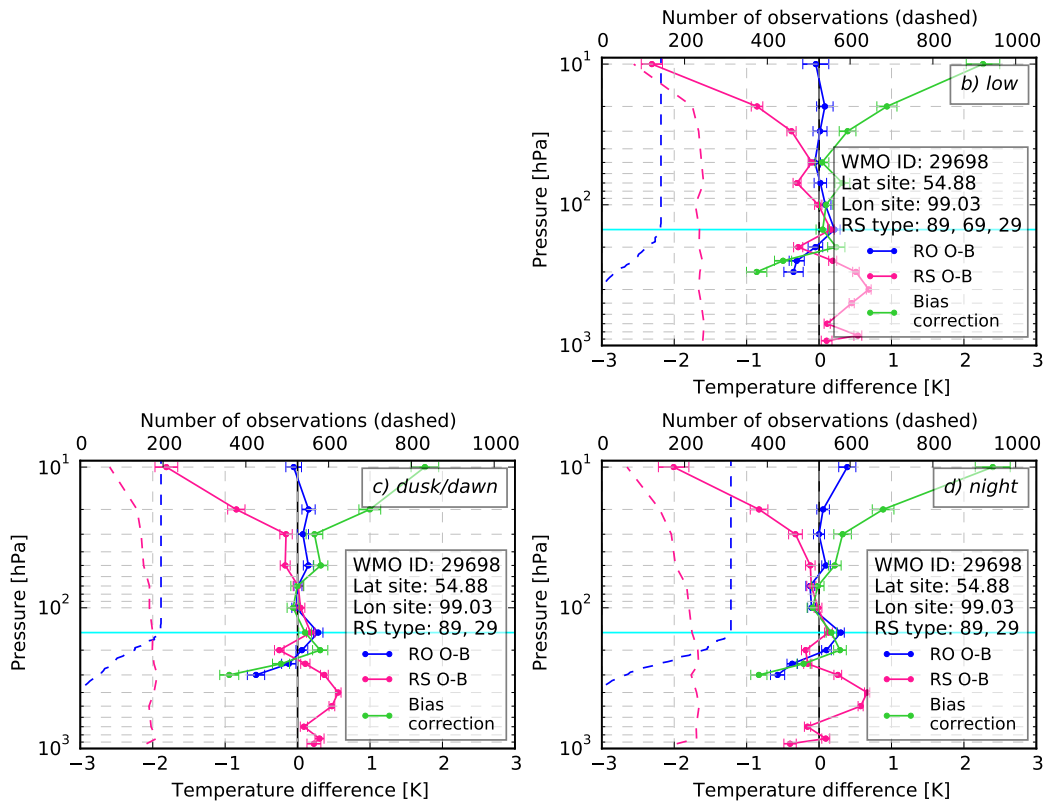 Number of observations (dashed)
0 200 400 600 800 1000
10¹
b) low
WMO ID: 29698
Lat site: 54.88
Lon site: 99.03
RS type: 89, 69, 29
RO O-B
RS O-B
Bias
correction
Pressure [hPa]
10²
10³
−3 −2 −1 0 1 2 3
Temperature difference [K]
Number of observations (dashed)
0 200 400 600 800 1000
10¹
c) dusk/dawn
WMO ID: 29698
Lat site: 54.88
Lon site: 99.03
RS type: 89, 29
RO O-B
RS O-B
Bias
correction
Pressure [hPa]
10²
10³
−3 −2 −1 0 1 2 3
Temperature difference [K]
Number of observations (dashed)
0 200 400 600 800 1000
10¹
d) night
WMO ID: 29698
Lat site: 54.88
Lon site: 99.03
RS type: 89, 29
RO O-B
RS O-B
Bias
correction
Pressure [hPa]
10²
10³
−3 −2 −1 0 1 2 3
Temperature difference [K]